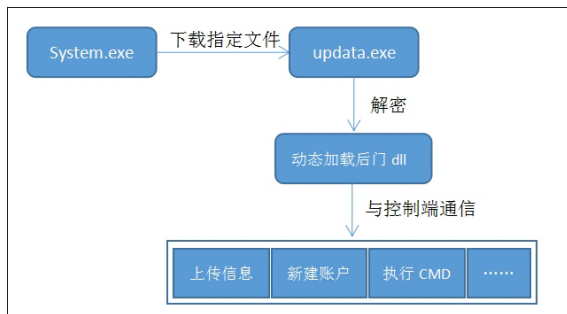 System.exe
下载指定文件
updata.exe
解密
动态加载后门 dll
与控制端通信
上传信息
新建账户
执行 CMD
……